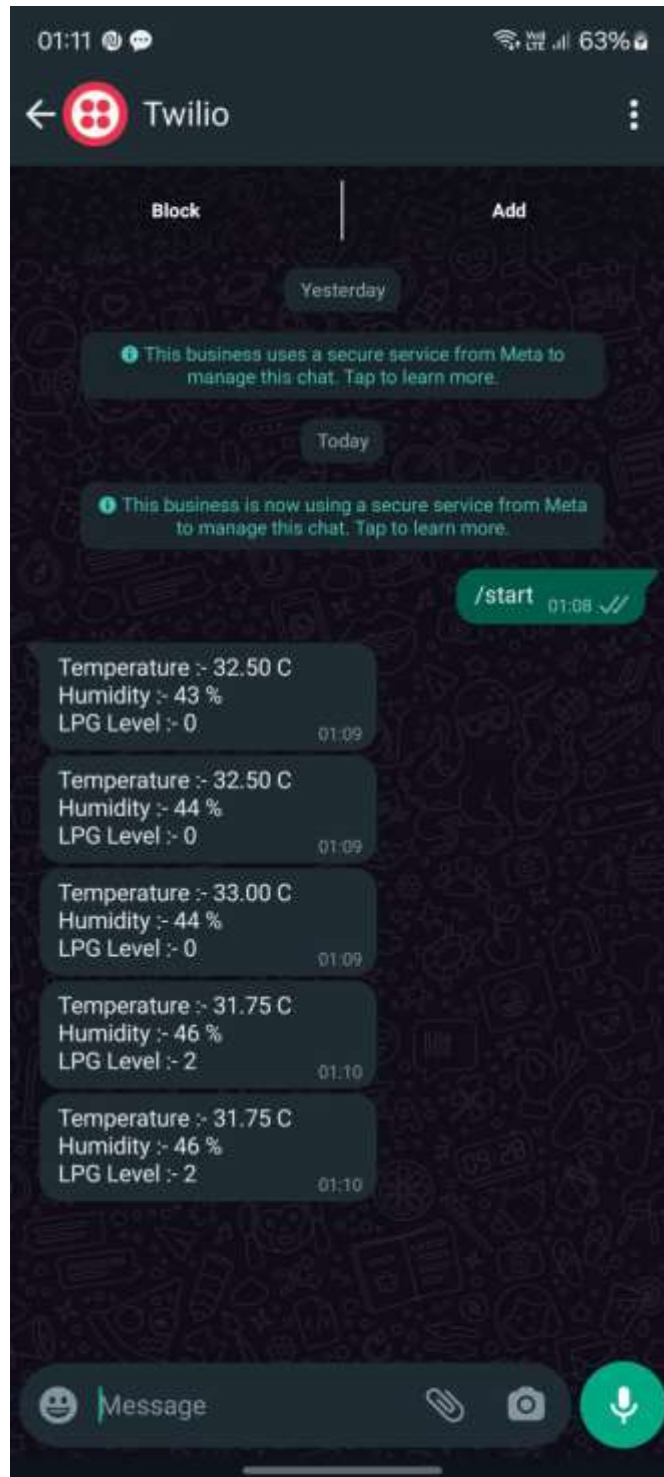 01:11 63%
Twilio
Block Add
Yesterday
This business uses a secure service from Meta to
manage this chat. Tap to learn more.
Today
This business is now using a secure service from Meta
to manage this chat. Tap to learn more.
/start 01:08
Temperature :- 32.50 C
Humidity :- 43 %
LPG Level :- 0
01:09
Temperature :- 32.50 C
Humidity :- 44 %
LPG Level :- 0
01:09
Temperature :- 33.00 C
Humidity :- 44 %
LPG Level :- 0
01:09
Temperature :- 31.75 C
Humidity :- 46 %
LPG Level :- 2
01:10
Temperature :- 31.75 C
Humidity :- 46 %
LPG Level :- 2
01:10
Message